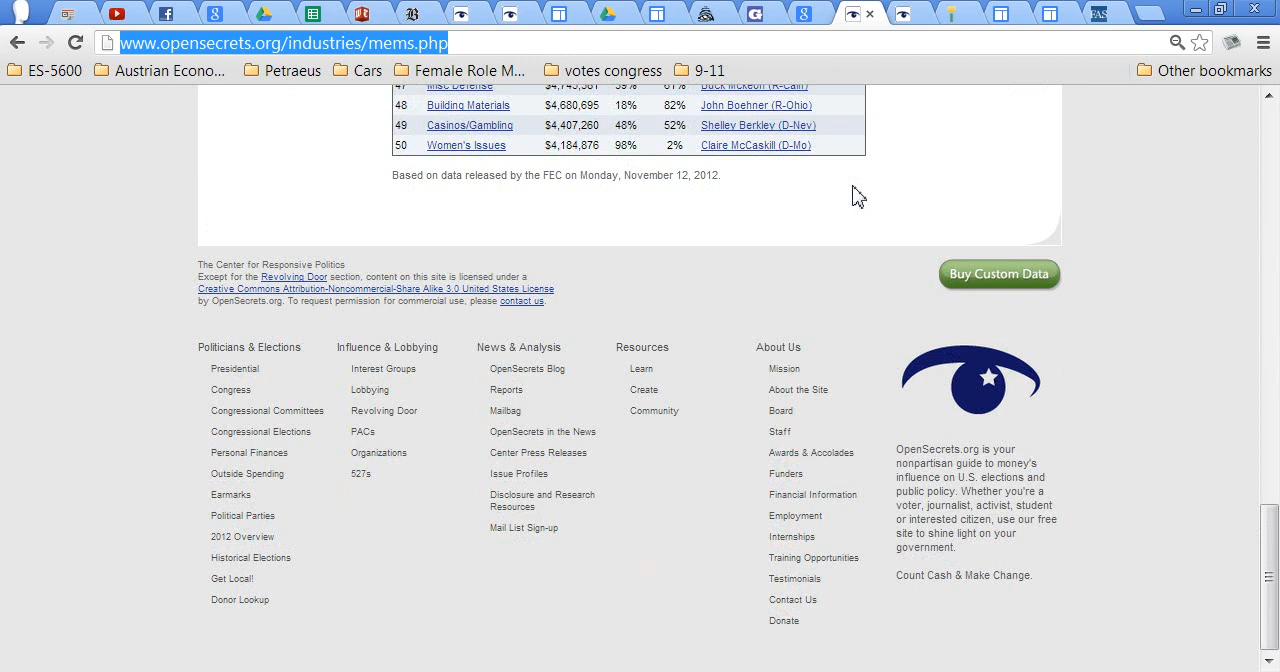 www.opensecrets.org/industries/mems.php
ES-5600 Austrian Econo... Petraeus Cars Female Role M... votes congress 9-11 Other bookmarks
47 Misc Defense $4,743,581 39% 61% Buck McKeon (R-Calif)
48 Building Materials $4,680,695 18% 82% John Boehner (R-Ohio)
49 Casinos/Gambling $4,407,260 48% 52% Shelley Berkley (D-Nev)
50 Women's Issues $4,184,876 98% 2% Claire McCaskill (D-Mo)
Based on data released by the FEC on Monday, November 12, 2012.
The Center for Responsive Politics
Except for the Revolving Door section, content on this site is licensed under a
Creative Commons Attribution-Noncommercial-Share Alike 3.0 United States License
by OpenSecrets.org. To request permission for commercial use, please contact us.
Buy Custom Data
Politicians & Elections
Presidential
Congress
Congressional Committees
Congressional Elections
Personal Finances
Outside Spending
Earmarks
Political Parties
2012 Overview
Historical Elections
Get Local!
Donor Lookup
Influence & Lobbying
Interest Groups
Lobbying
Revolving Door
PACs
Organizations
527s
News & Analysis
OpenSecrets Blog
Reports
Mailbag
OpenSecrets in the News
Center Press Releases
Issue Profiles
Disclosure and Research
Resources
Mail List Sign-up
Resources
Learn
Create
Community
About Us
Mission
About the Site
Board
Staff
Awards & Accolades
Funders
Financial Information
Employment
Internships
Training Opportunities
Testimonials
Contact Us
Donate
OpenSecrets.org is your
nonpartisan guide to money's
influence on U.S. elections and
public policy. Whether you're a
voter, journalist, activist, student
or interested citizen, use our free
site to shine light on your
government.
Count Cash & Make Change.